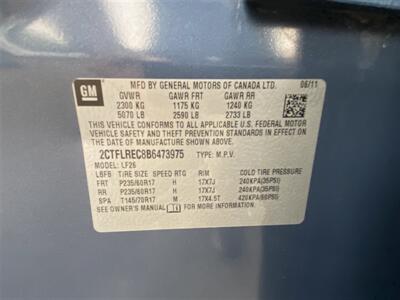 GM
MFD BY GENERAL MOTORS OF CANADA LTD. 06/11
GVWR GAWR FRT GAWR RR
2300 KG 1175 KG 1240 KG
5070 LB 2590 LB 2733 LB
THIS VEHICLE CONFORMS TO ALL APPLICABLE U.S. FEDERAL MOTOR
VEHICLE SAFETY AND THEFT PREVENTION STANDARDS IN EFFECT ON
THE DATE OF MANUFACTURE SHOWN ABOVE.
2CTFLREC8B6473975 TYPE: M.P.V.
MODEL: LF26
LBFB TIRE SIZE SPEED RTG RIM COLD TIRE PRESSURE
FRT P235/60R17 H 17X7J 240KPA(35PSI)
RR P235/60R17 H 17X7J 240KPA(35PSI)
SPA T145/70R17 M 17X4.5T 420KPA(60PSI)
SEE OWNER'S MANUAL FOR MORE INFORMATION.